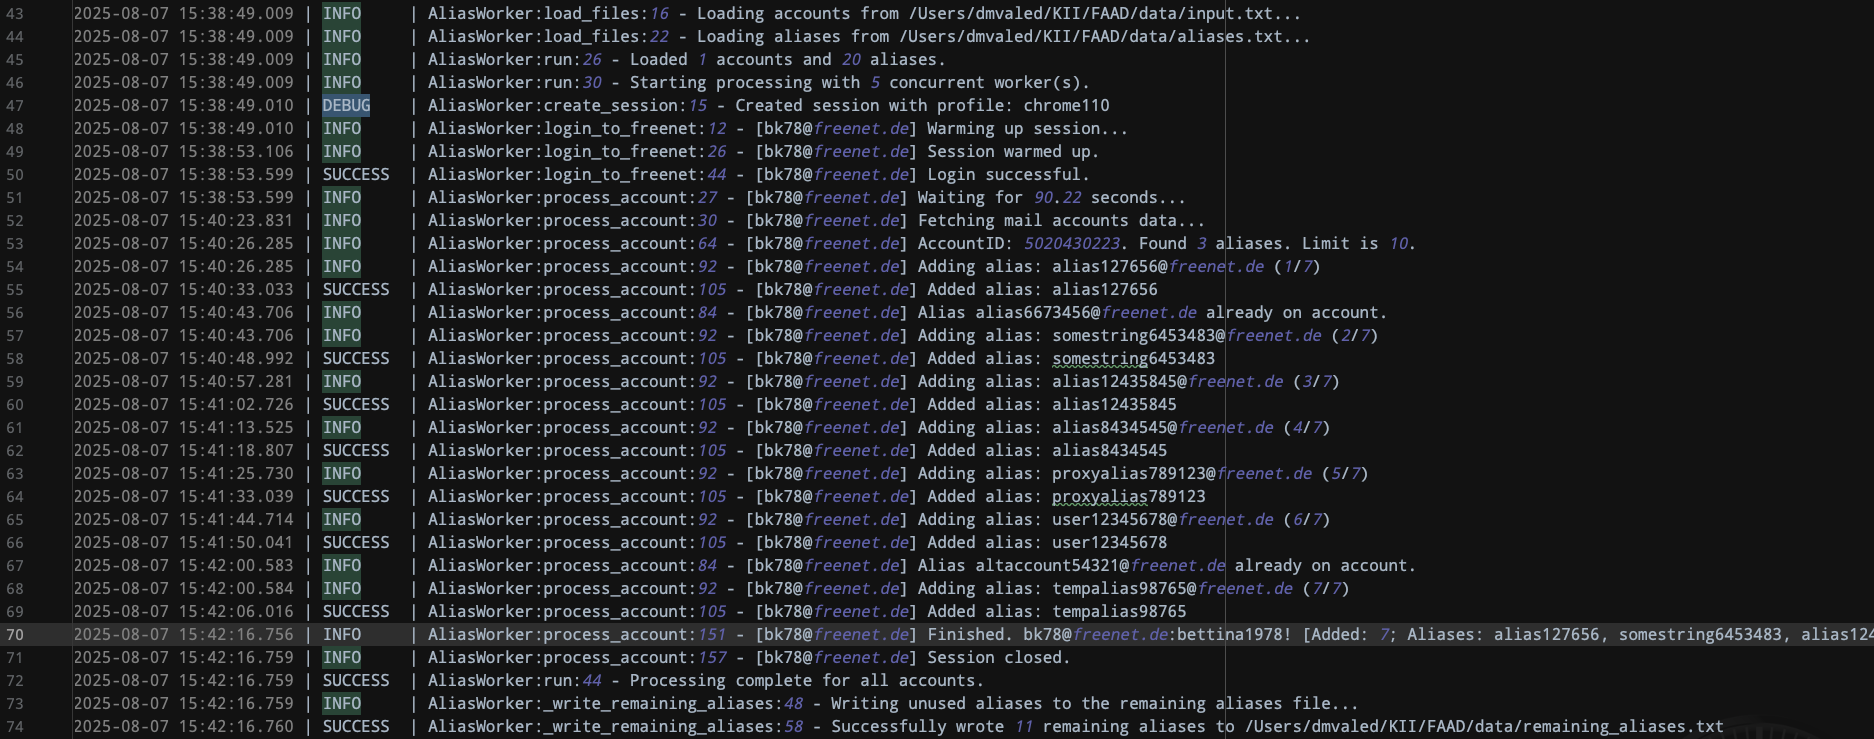 43 2025-08-07 15:38:49.009 | INFO | AliasWorker:load_files:16 - Loading accounts from /Users/dmvaled/KII/FAAD/data/input.txt...
44 2025-08-07 15:38:49.009 | INFO | AliasWorker:load_files:22 - Loading aliases from /Users/dmvaled/KII/FAAD/data/aliases.txt...
45 2025-08-07 15:38:49.009 | INFO | AliasWorker:run:26 - Loaded 1 accounts and 20 aliases.
46 2025-08-07 15:38:49.009 | INFO | AliasWorker:run:30 - Starting processing with 5 concurrent worker(s).
47 2025-08-07 15:38:49.010 | DEBUG | AliasWorker:create_session:15 - Created session with profile: chrome110
48 2025-08-07 15:38:49.010 | INFO | AliasWorker:login_to_freenet:12 - [bk78@freenet.de] Warming up session...
49 2025-08-07 15:38:53.106 | INFO | AliasWorker:login_to_freenet:26 - [bk78@freenet.de] Session warmed up.
50 2025-08-07 15:38:53.599 | SUCCESS | AliasWorker:login_to_freenet:44 - [bk78@freenet.de] Login successful.
51 2025-08-07 15:38:53.599 | INFO | AliasWorker:process_account:27 - [bk78@freenet.de] Waiting for 90.22 seconds...
52 2025-08-07 15:40:23.831 | INFO | AliasWorker:process_account:30 - [bk78@freenet.de] Fetching mail accounts data...
53 2025-08-07 15:40:26.285 | INFO | AliasWorker:process_account:64 - [bk78@freenet.de] AccountID: 5020430223. Found 3 aliases. Limit is 10.
54 2025-08-07 15:40:26.285 | INFO | AliasWorker:process_account:92 - [bk78@freenet.de] Adding alias: alias127656@freenet.de (1/7)
55 2025-08-07 15:40:33.033 | SUCCESS | AliasWorker:process_account:105 - [bk78@freenet.de] Added alias: alias127656
56 2025-08-07 15:40:43.706 | INFO | AliasWorker:process_account:84 - [bk78@freenet.de] Alias alias6673456@freenet.de already on account.
57 2025-08-07 15:40:43.706 | INFO | AliasWorker:process_account:92 - [bk78@freenet.de] Adding alias: somestring6453483@freenet.de (2/7)
58 2025-08-07 15:40:48.992 | SUCCESS | AliasWorker:process_account:105 - [bk78@freenet.de] Added alias: somestring6453483
59 2025-08-07 15:40:57.281 | INFO | AliasWorker:process_account:92 - [bk78@freenet.de] Adding alias: alias12435845@freenet.de (3/7)
60 2025-08-07 15:41:02.726 | SUCCESS | AliasWorker:process_account:105 - [bk78@freenet.de] Added alias: alias12435845
61 2025-08-07 15:41:13.525 | INFO | AliasWorker:process_account:92 - [bk78@freenet.de] Adding alias: alias8434545@freenet.de (4/7)
62 2025-08-07 15:41:18.807 | SUCCESS | AliasWorker:process_account:105 - [bk78@freenet.de] Added alias: alias8434545
63 2025-08-07 15:41:25.730 | INFO | AliasWorker:process_account:92 - [bk78@freenet.de] Adding alias: proxyalias789123@freenet.de (5/7)
64 2025-08-07 15:41:33.039 | SUCCESS | AliasWorker:process_account:105 - [bk78@freenet.de] Added alias: proxyalias789123
65 2025-08-07 15:41:44.714 | INFO | AliasWorker:process_account:92 - [bk78@freenet.de] Adding alias: user12345678@freenet.de (6/7)
66 2025-08-07 15:41:50.041 | SUCCESS | AliasWorker:process_account:105 - [bk78@freenet.de] Added alias: user12345678
67 2025-08-07 15:42:00.583 | INFO | AliasWorker:process_account:84 - [bk78@freenet.de] Alias altaccount54321@freenet.de already on account.
68 2025-08-07 15:42:00.584 | INFO | AliasWorker:process_account:92 - [bk78@freenet.de] Adding alias: tempalias98765@freenet.de (7/7)
69 2025-08-07 15:42:06.016 | SUCCESS | AliasWorker:process_account:105 - [bk78@freenet.de] Added alias: tempalias98765
70 2025-08-07 15:42:16.756 | INFO | AliasWorker:process_account:151 - [bk78@freenet.de] Finished. bk78@freenet.de:bettina1978! [Added: 7; Aliases: alias127656, somestring6453483, alias124
71 2025-08-07 15:42:16.759 | INFO | AliasWorker:process_account:157 - [bk78@freenet.de] Session closed.
72 2025-08-07 15:42:16.759 | SUCCESS | AliasWorker:run:44 - Processing complete for all accounts.
73 2025-08-07 15:42:16.759 | INFO | AliasWorker:_write_remaining_aliases:48 - Writing unused aliases to the remaining aliases file...
74 2025-08-07 15:42:16.760 | SUCCESS | AliasWorker:_write_remaining_aliases:58 - Successfully wrote 11 remaining aliases to /Users/dmvaled/KII/FAAD/data/remaining_aliases.txt